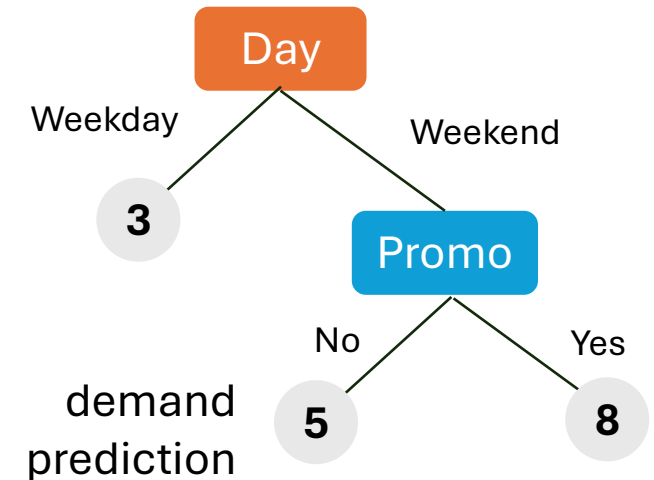 Day
Weekday
Weekend
3
Promo
No
Yes
demand
prediction
5
8